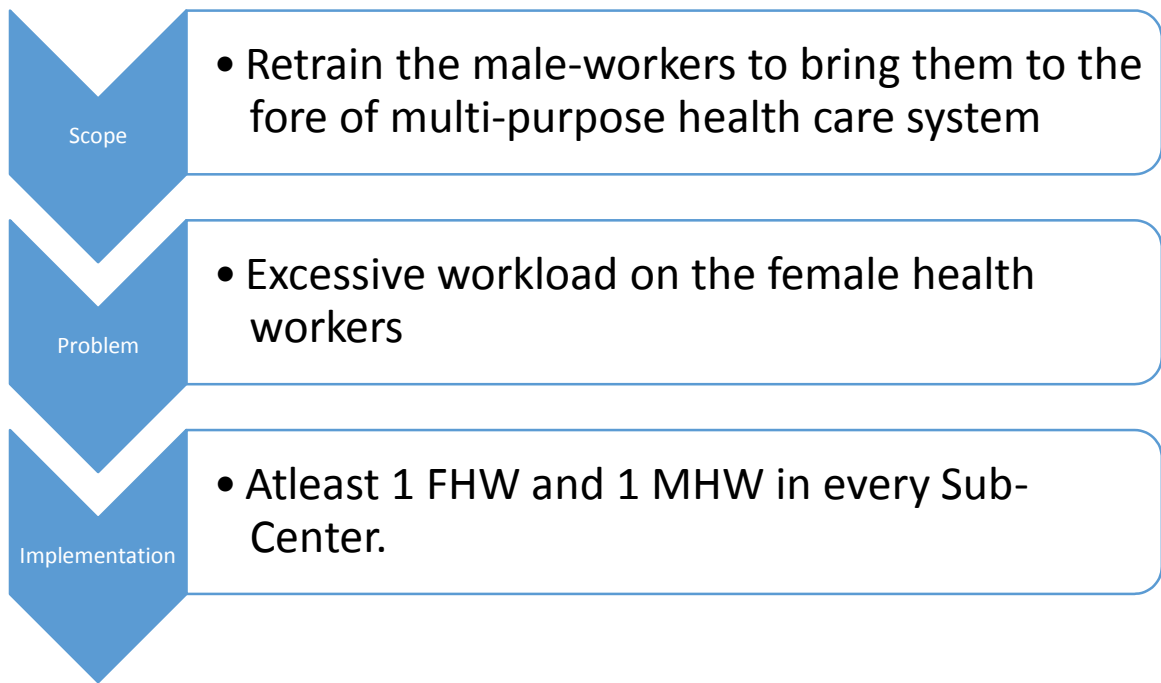 Scope
• Retrain the male-workers to bring them to the
fore of multi-purpose health care system
Problem
• Excessive workload on the female health
workers
Implementation
• Atleast 1 FHW and 1 MHW in every Sub-
Center.